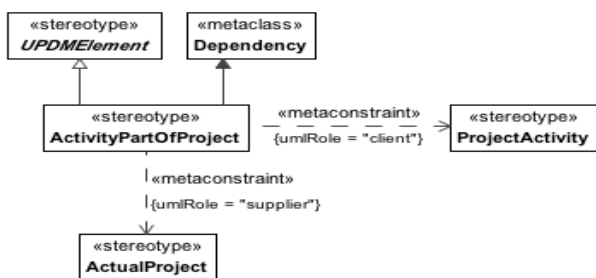 «stereotype»
UPDMElement
«metaclass»
Dependency
«stereotype»
ActivityPartOfProject
«metaconstraint»
{umlRole = "client"}
«stereotype»
ProjectActivity
«metaconstraint»
{umlRole = "supplier"}
«stereotype»
ActualProject